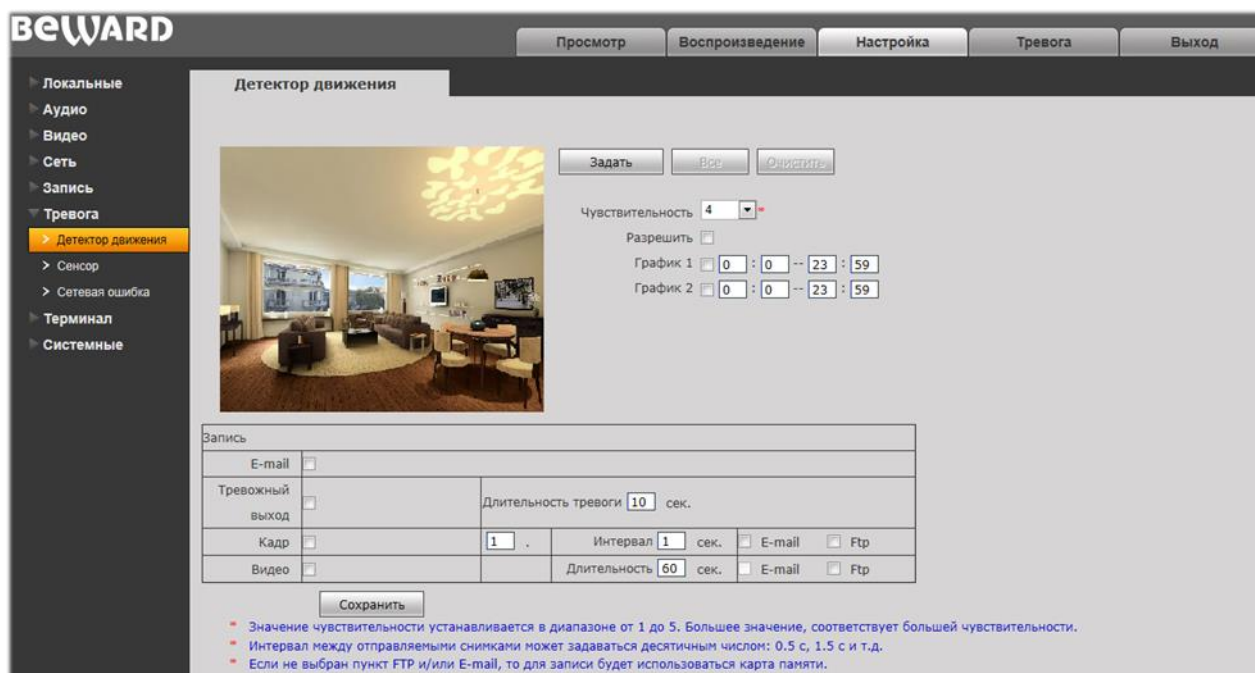 BEWARD
Просмотр Воспроизведение Настройка Тревога Выход
Локальные
Аудио
Видео
Сеть
Запись
Тревога
Детектор движения
Сенсор
Сетевая ошибка
Терминал
Системные
Детектор движения
Задать Все Очистить
Чувствительность 4 *
Разрешить
График 1 0 : 0 -- 23 : 59
График 2 0 : 0 -- 23 : 59
Запись
E-mail
Тревожный выход Длительность тревоги 10 сек.
Кадр 1 . Интервал 1 сек. E-mail Ftp
Видео Длительность 60 сек. E-mail Ftp
Сохранить
* Значение чувствительности устанавливается в диапазоне от 1 до 5. Большее значение, соответствует большей чувствительности.
* Интервал между отправляемыми снимками может задаваться десятичным числом: 0.5 с, 1.5 с и т.д.
* Если не выбран пункт FTP и/или E-mail, то для записи будет использоваться карта памяти.